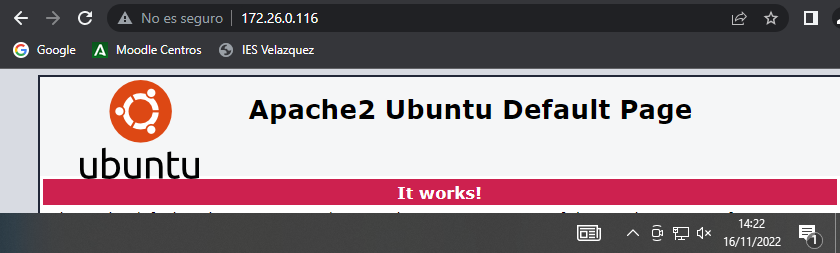 No es seguro | 172.26.0.116
Google Moodle Centros IES Velazquez
Apache2 Ubuntu Default Page
ubuntu
It works!
14:22
16/11/2022
1